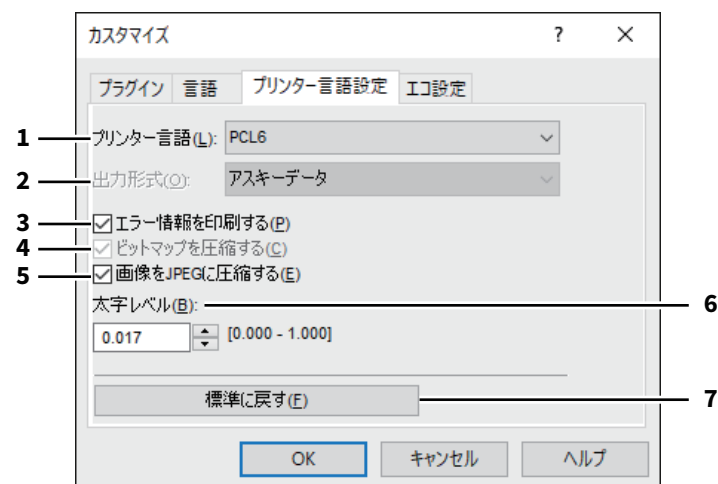 カスタマイズ ? ×
プラグイン 言語 プリンター言語設定 エコ設定
1 プリンター言語(L): PCL6
2 出力形式(O): アスキーデータ
3 エラー情報を印刷する(P)
4 ビットマップを圧縮する(C)
5 画像をJPEGに圧縮する(E)
太字レベル(B): 6
0.017 [0.000 - 1.000]
標準に戻す(F) 7
OK キャンセル ヘルプ